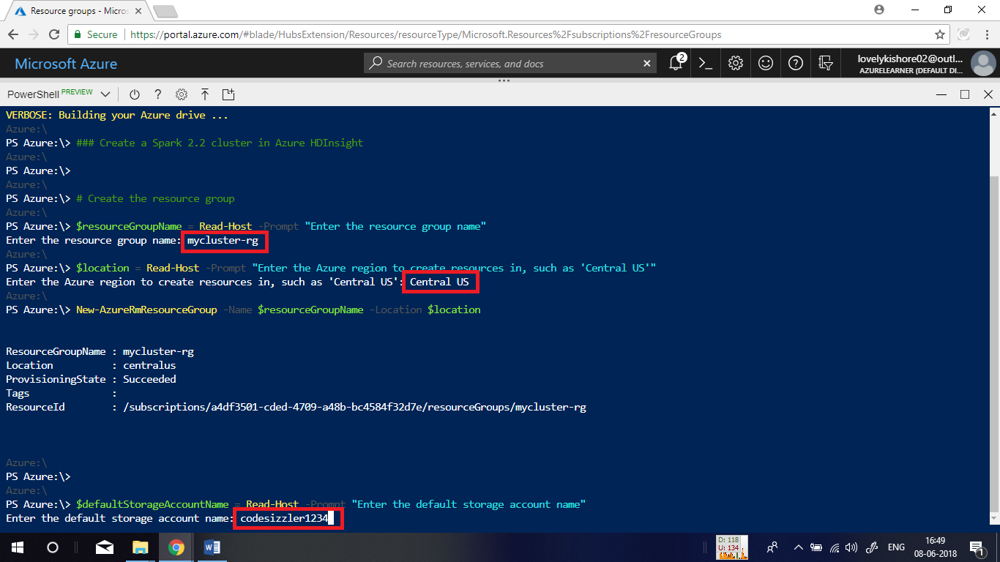 Resource groups - Micros
Secure
https://portal.azure.com/#blade/HubsExtension/Resources/resourceType/Microsoft.Resources%2Fsubscriptions%2FresourceGroups
Microsoft Azure
Search resources, services, and docs
2
lovelykishore02@outl...
AZURELEARNER (DEFAULT DI...
PowerShell PREVIEW
VERBOSE: Building your Azure drive ...
Azure:\
PS Azure:\> ### Create a Spark 2.2 cluster in Azure HDInsight
Azure:\
PS Azure:\>
Azure:\
PS Azure:\> # Create the resource group
Azure:\
PS Azure:\> $resourceGroupName = Read-Host -Prompt "Enter the resource group name"
Enter the resource group name: mycluster-rg
Azure:\
PS Azure:\> $location = Read-Host -Prompt "Enter the Azure region to create resources in, such as 'Central US'"
Enter the Azure region to create resources in, such as 'Central US': Central US
Azure:\
PS Azure:\> New-AzureRmResourceGroup -Name $resourceGroupName -Location $location
ResourceGroupName : mycluster-rg
Location : centralus
ProvisioningState : Succeeded
Tags :
ResourceId : /subscriptions/a4df3501-cded-4709-a48b-bc4584f32d7e/resourceGroups/mycluster-rg
Azure:\
PS Azure:\>
Azure:\
PS Azure:\> $defaultStorageAccountName = Read-Host -Prompt "Enter the default storage account name"
Enter the default storage account name: codesizzler1234
D: 118
U: 134
ENG
16:49
08-06-2018
1